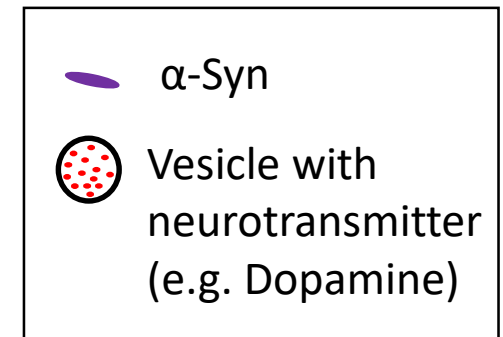 α-Syn
Vesicle with
neurotransmitter
(e.g. Dopamine)